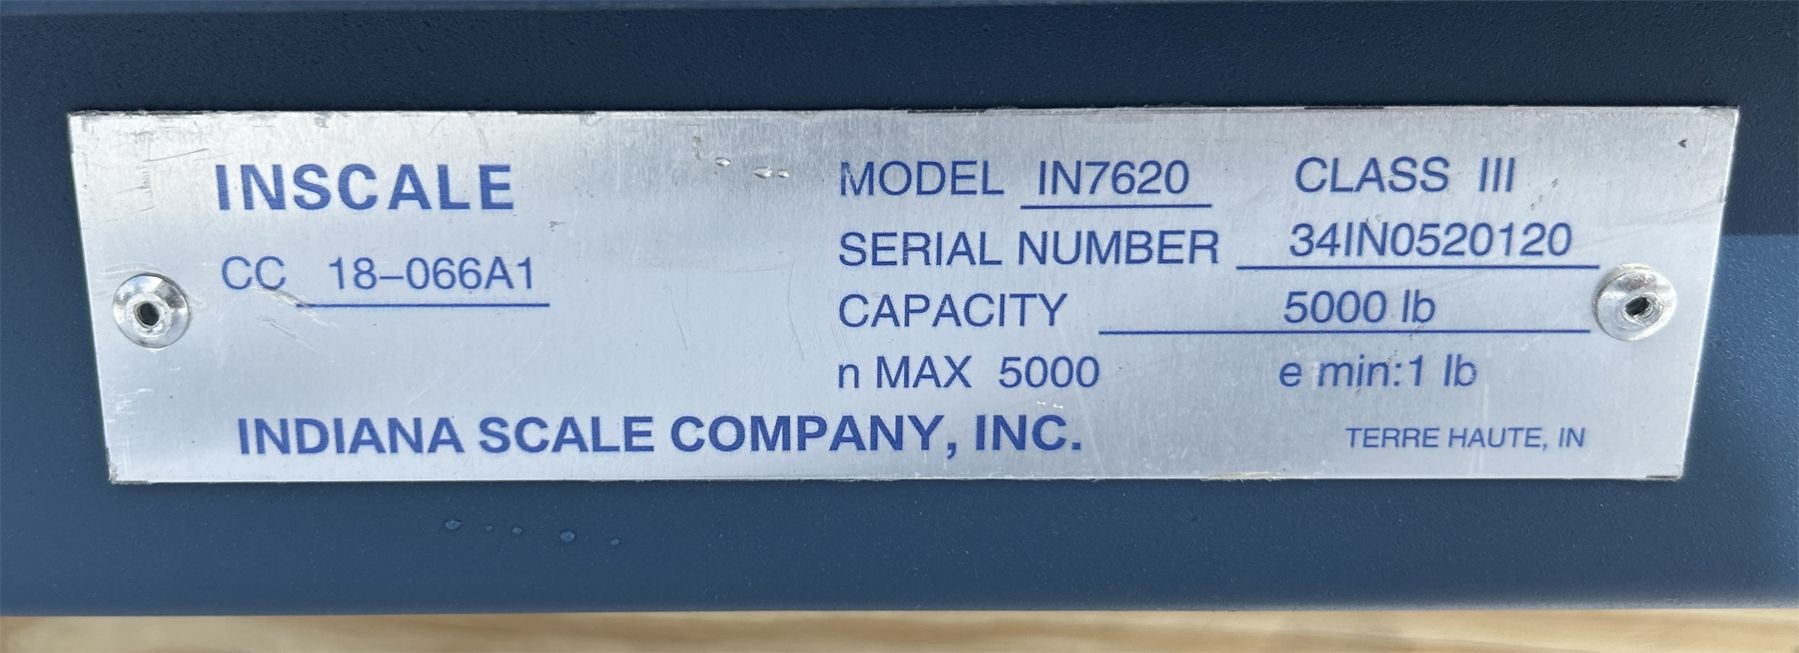 INSCALE
CC 18-066A1
MODEL IN7620 CLASS III
SERIAL NUMBER 34IN0520120
CAPACITY 5000 lb
n MAX 5000 e min:1 lb
INDIANA SCALE COMPANY, INC.
TERRE HAUTE, IN